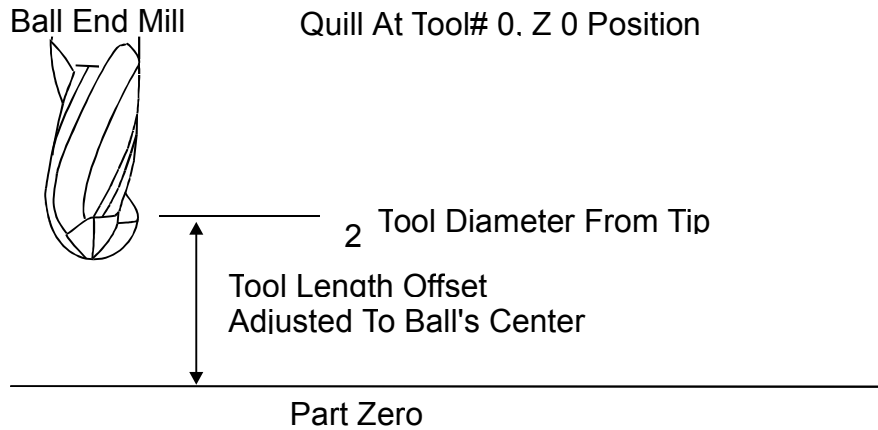 Ball End Mill
Quill At Tool# 0, Z 0 Position
2 Tool Diameter From Tip
Tool Length Offset
Adjusted To Ball's Center
Part Zero